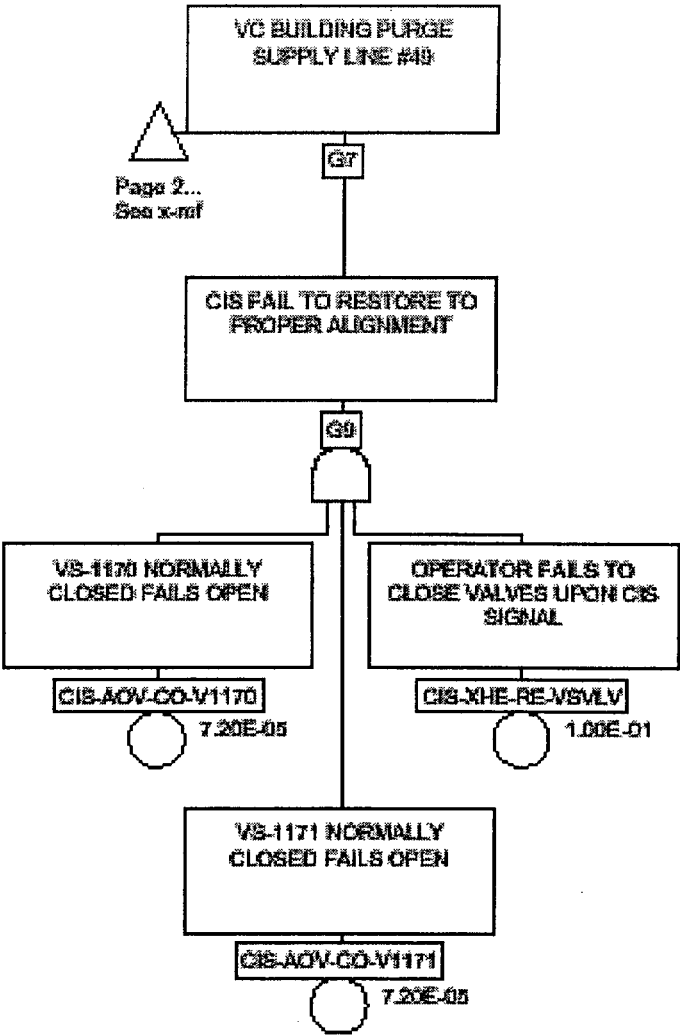 VC BUILDING PURGE
SUPPLY LINE #49
G7
Page 2...
See x-mf
CIS FAIL TO RESTORE TO
PROPER ALIGNMENT
G9
VS-1170 NORMALLY
CLOSED FAILS OPEN
CIS-AOV-CO-V1170
7.20E-05
OPERATOR FAILS TO
CLOSE VALVES UPON CIS
SIGNAL
CIS-XHE-RE-VSVLV
1.00E-01
VS-1171 NORMALLY
CLOSED FAILS OPEN
CIS-AOV-CO-V1171
7.20E-05